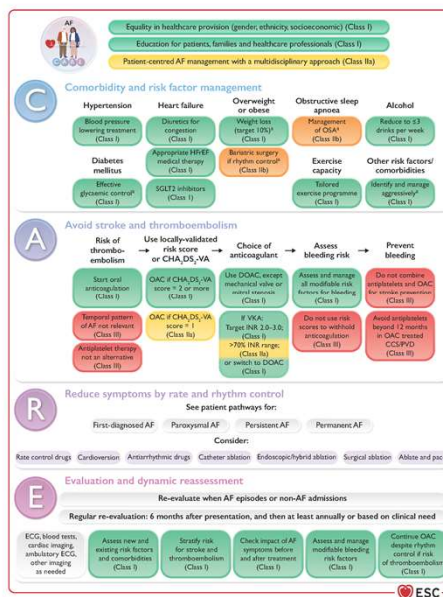 AF
CARE
Equality in healthcare provision (gender, ethnicity, socioeconomic) (Class I)
Education for patients, families and healthcare professionals (Class I)
Patient-centred AF management with a multidisciplinary approach (Class IIa)
C
Comorbidity and risk factor management
Hypertension
Blood pressure
lowering treatment
(Class I)
Diabetes
mellitus
Effective
glycaemic controlª
(Class I)
Heart failure
Diuretics for
congestion
(Class I)
Appropriate HFrEF
medical therapy
(Class I)
SGLT2 inhibitors
(Class I)
Overweight
or obese
Weight loss
(target 10%)ª
(Class I)
Bariatric surgery
if rhythm controlª
(Class IIb)
Obstructive sleep
apnoea
Management
of OSAª
(Class IIb)
Exercise
capacity
Tailored
exercise programme
(Class I)
Alcohol
Reduce to ≤3
drinks per week
(Class I)
Other risk factors/
comorbidities
Identify and manage
aggressivelyª
(Class I)
A
Avoid stroke and thromboembolism
Risk of
thrombo-
embolism
Start oral
anticoagulation
(Class I)
Temporal pattern
of AF not relevant
(Class III)
Antiplatelet therapy
not an alternative
(Class III)
Use locally-validated
risk score
or CHA2DS2-VA
OAC if CHA2DS2-VA
score = 2 or more
(Class I)
OAC if CHA2DS2-VA
score = 1
(Class IIa)
Choice of
anticoagulant
Use DOAC, except
mechanical valve or
mitral stenosis
(Class I)
If VKA:
Target INR 2.0–3.0;
(Class I)
>70% INR range;
(Class IIa)
or switch to DOAC
(Class I)
Assess
bleeding risk
Assess and manage
all modifiable risk
factors for bleeding
(Class I)
Do not use risk
scores to withhold
anticoagulation
(Class III)
Prevent
bleeding
Do not combine
antiplatelets and OAC
for stroke prevention
(Class III)
Avoid antiplatelets
beyond 12 months
in OAC treated
CCS/PVD
(Class III)
R
Reduce symptoms by rate and rhythm control
See patient pathways for:
First-diagnosed AF
Paroxysmal AF
Persistent AF
Permanent AF
Consider:
Rate control drugs
Cardioversion
Antiarrhythmic drugs
Catheter ablation
Endoscopic/hybrid ablation
Surgical ablation
Ablate and pac
E
Evaluation and dynamic reassessment
Re-evaluate when AF episodes or non-AF admissions
Regular re-evaluation: 6 months after presentation, and then at least annually or based on clinical need
ECG, blood tests,
cardiac imaging,
ambulatory ECG,
other imaging
as needed
Assess new and
existing risk factors
and comorbidities
(Class I)
Stratify risk
for stroke and
thromboembolism
(Class I)
Check impact of AF
symptoms before
and after treatment
(Class I)
Assess and manage
modifiable bleeding
risk factors
(Class I)
Continue OAC
despite rhythm
control if risk
of thromboembolism
(Class I)
ESC